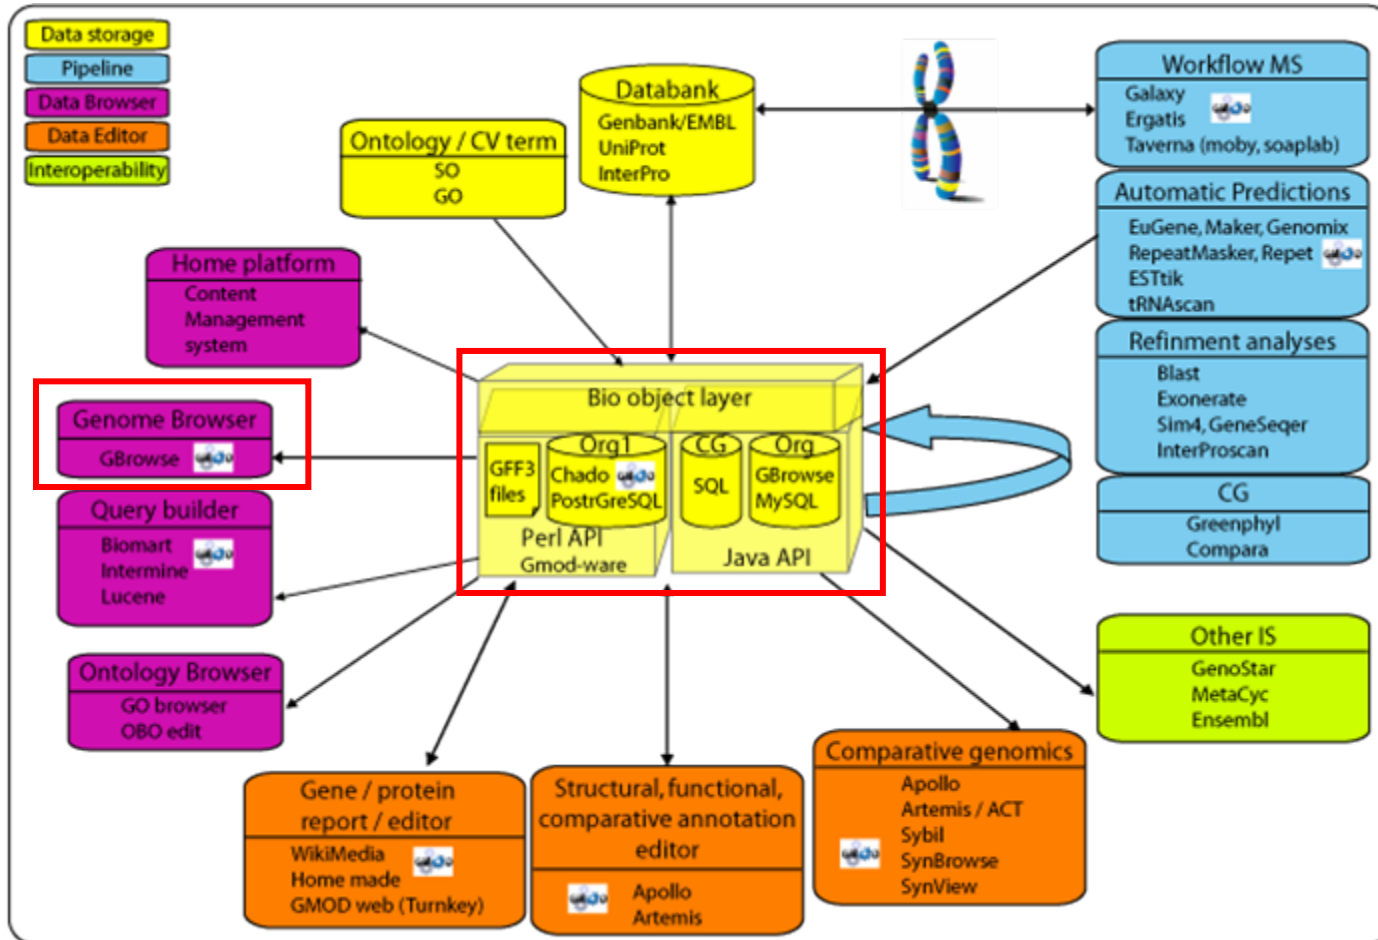 Data storage
Pipeline
Data Browser
Data Editor
Interoperability
Ontology / CV term
SO
GO
Databank
Genbank/EMBL
UniProt
InterPro
Workflow MS
Galaxy
Ergatis
Taverna (moby, soaplab)
Automatic Predictions
EuGene, Maker, Genomix
RepeatMasker, Repet
ESTtik
tRNAscan
Refinment analyses
Blast
Exonerate
Sim4, GeneSeqer
InterProscan
CG
Greenphyl
Compara
Home platform
Content
Management
system
Genome Browser
GBrowse
Query builder
Biomart
Intermine
Lucene
Ontology Browser
GO browser
OBO edit
Bio object layer
GFF3
files
Org1
Chado
PostrGreSQL
CG
SQL
Org
GBrowse
MySQL
Perl API
Gmod-ware
Java API
Other IS
GenoStar
MetaCyc
Ensembl
Gene / protein
report / editor
WikiMedia
Home made
GMOD web (Turnkey)
Structural, functional,
comparative annotation
editor
Apollo
Artemis
Comparative genomics
Apollo
Artemis / ACT
Sybil
SynBrowse
SynView